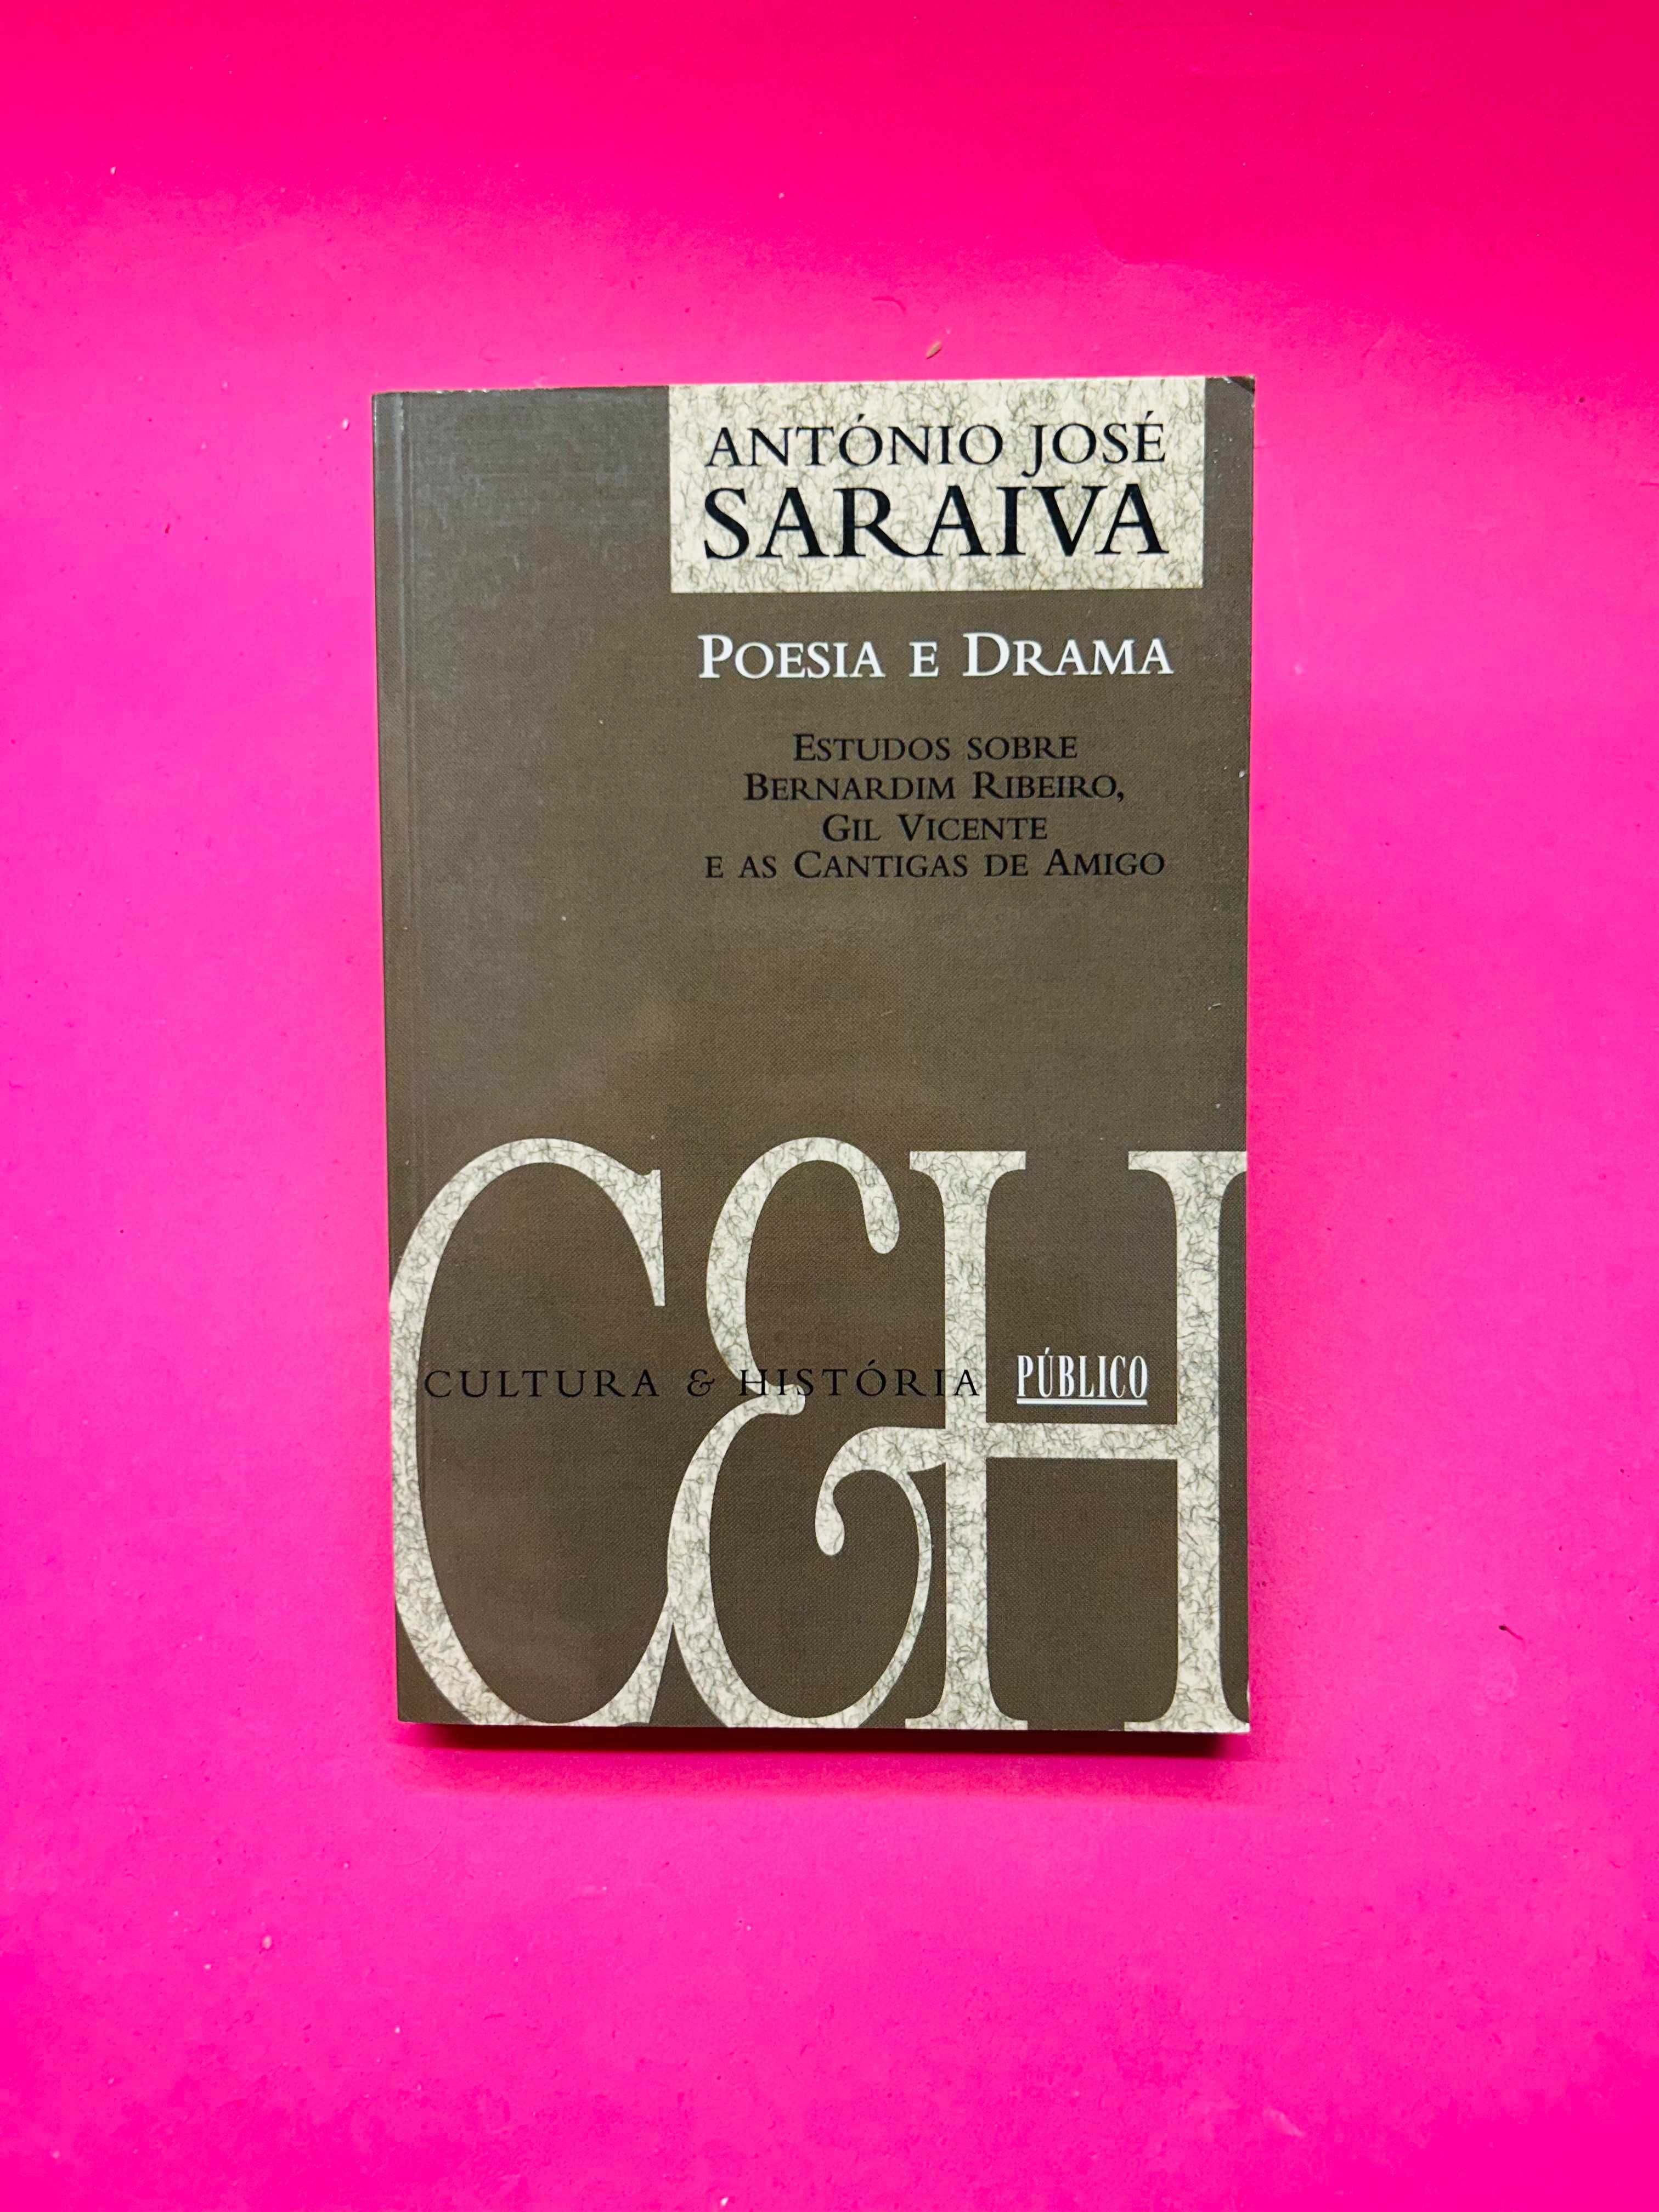 ANTÓNIO JOSÉ
SARAIVA
POESIA E DRAMA
ESTUDOS SOBRE
BERNARDIM RIBEIRO,
GIL VICENTE
E AS CANTIGAS DE AMIGO
C&H
CULTURA & HISTÓRIA PÚBLICO